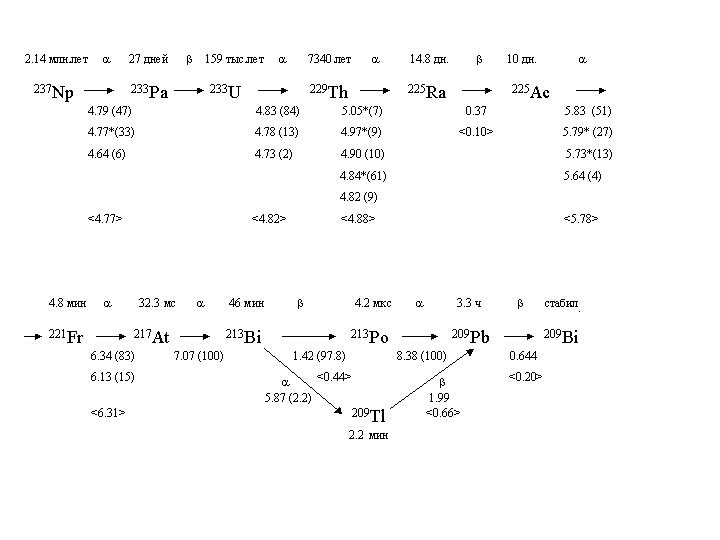 2.14 млн.лет α 27 дней β 159 тыс.лет α 7340 лет α 14.8 дн. β 10 дн. α
237Np 233Pa 233U 229Th 225Ra 225Ac
4.79 (47) 4.83 (84) 5.05*(7) 0.37 5.83 (51)
4.77*(33) 4.78 (13) 4.97*(9) <0.10> 5.79* (27)
4.64 (6) 4.73 (2) 4.90 (10) 5.73*(13)
4.84*(61) 5.64 (4)
4.82 (9)
<4.77> <4.82> <4.88> <5.78>
4.8 мин α 32.3 мс α 46 мин β 4.2 мкс α 3.3 ч β стабил.
221Fr 217At 213Bi 213Po 209Pb 209Bi
6.34 (83) 7.07 (100) 1.42 (97.8) 8.38 (100) 0.644
6.13 (15) α <0.44> β <0.20>
5.87 (2.2) 1.99
<6.31> 209Tl <0.66>
2.2 мин